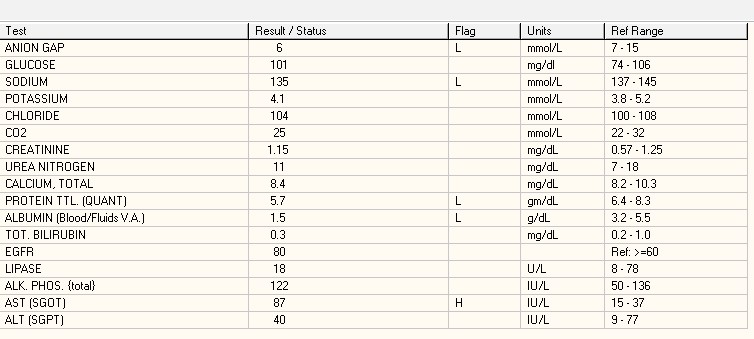 Test Result / Status Flag Units Ref Range
ANION GAP 6 L mmol/L 7 - 15
GLUCOSE 101 mg/dl 74 - 106
SODIUM 135 L mmol/L 137 - 145
POTASSIUM 4.1 mmol/L 3.8 - 5.2
CHLORIDE 104 mmol/L 100 - 108
CO2 25 mmol/L 22 - 32
CREATININE 1.15 mg/dL 0.57 - 1.25
UREA NITROGEN 11 mg/dL 7 - 18
CALCIUM, TOTAL 8.4 mg/dL 8.2 - 10.3
PROTEIN TTL. (QUANT) 5.7 L gm/dL 6.4 - 8.3
ALBUMIN (Blood/Fluids V.A.) 1.5 L g/dL 3.2 - 5.5
TOT. BILIRUBIN 0.3 mg/dL 0.2 - 1.0
EGFR 80 Ref: >=60
LIPASE 18 U/L 8 - 78
ALK. PHOS. {total} 122 IU/L 50 - 136
AST (SGOT) 87 H IU/L 15 - 37
ALT (SGPT) 40 IU/L 9 - 77